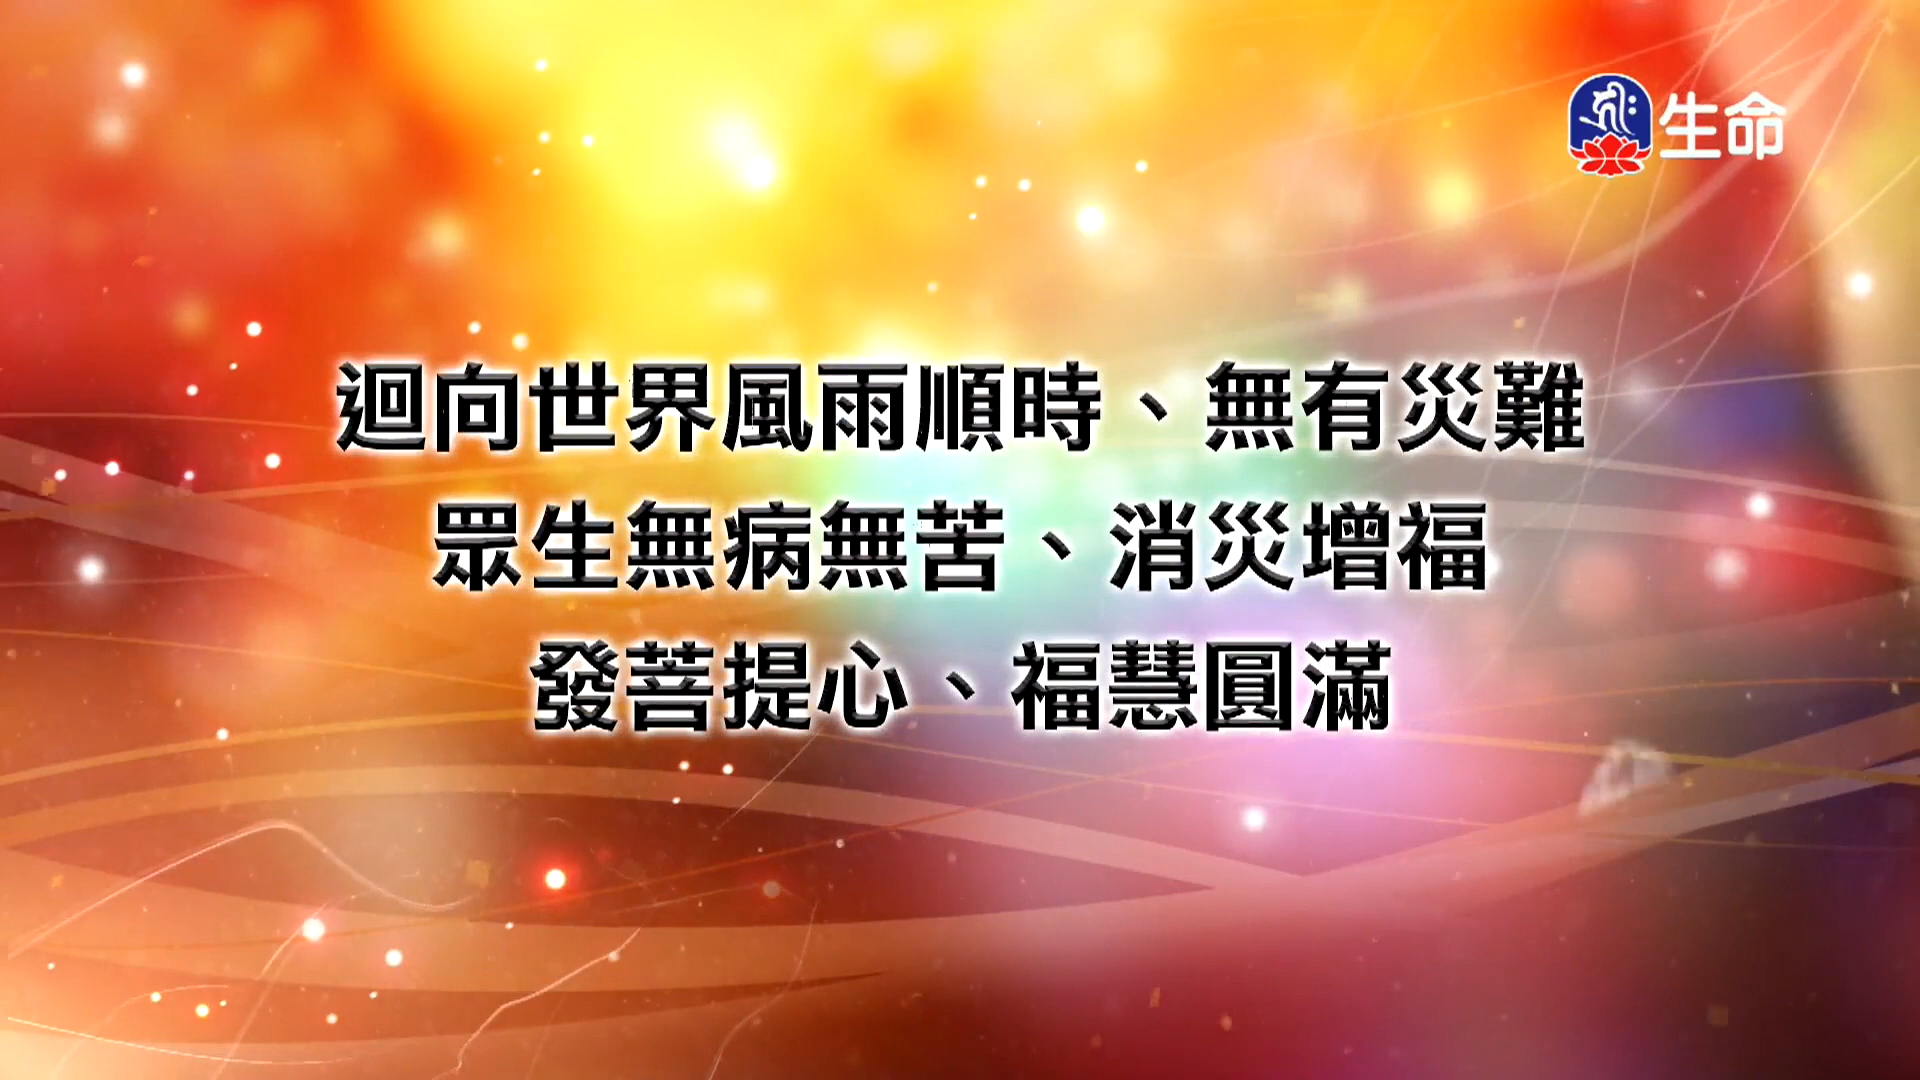 生命
迴向世界風雨順時、無有災難
眾生無病無苦、消災增福
發菩提心、福慧圓滿